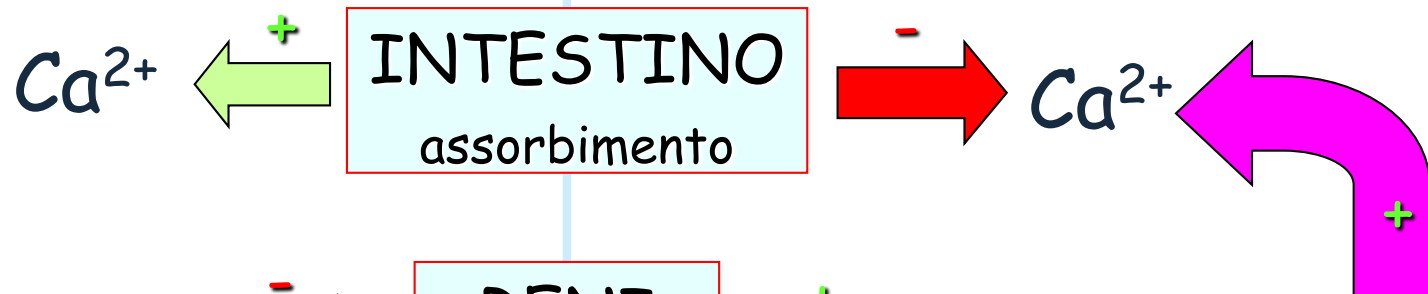 + -
Ca2+ INTESTINO Ca2+
assorbimento
+
-